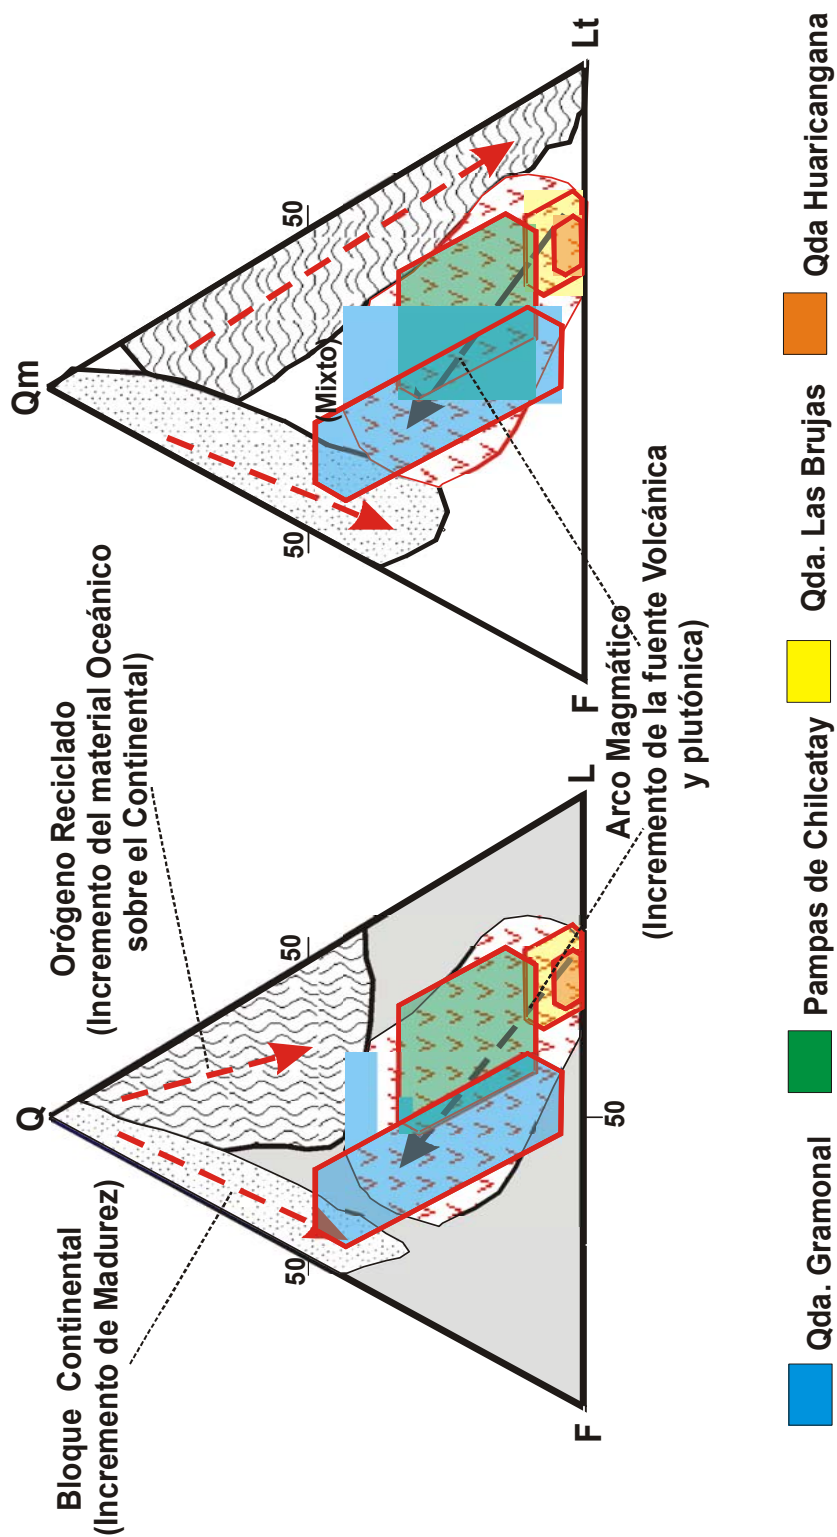 Bloque Continental
(Incremento de Madurez)
Orógeno Reciclado
(Incremento del material Oceánico
sobre el Continental)
Q
50
50
F
L
50
Arco Magmático
(Incremento de la fuente Volcánica
y plutónica)
Qm
50
50
(Mixto)
F
Lt
Qda. Gramonal
Pampas de Chilcatay
Qda. Las Brujas
Qda Huaricangana